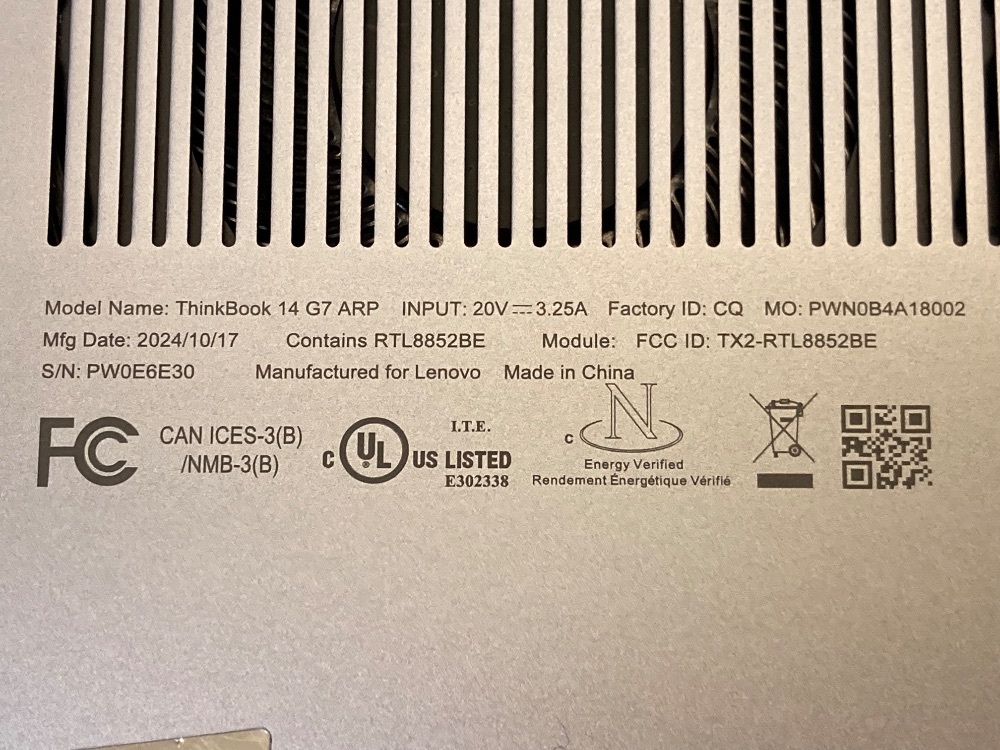 Model Name: ThinkBook 14 G7 ARP INPUT: 20V⎓3.25A Factory ID: CQ MO: PWN0B4A18002
Mfg Date: 2024/10/17 Contains RTL8852BE Module: FCC ID: TX2-RTL8852BE
S/N: PW0E6E30 Manufactured for Lenovo Made in China
FC CAN ICES-3(B)
/NMB-3(B)
C UL US LISTED
I.T.E.
E302338
C N
Energy Verified
Rendement Énergétique Vérifié